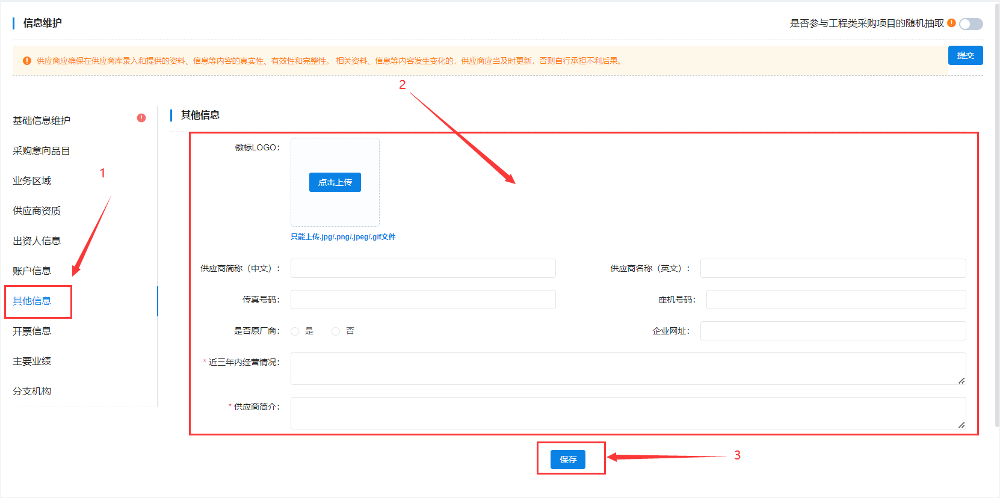 信息维护
是否参与工程类采购项目的随机抽取
供应商应确保在供应商库录入和提供的资料、信息等内容的真实性、有效性和完整性。 相关资料、信息等内容发生变化的，供应商应当及时更新，否则自行承担不利后果。
提交
2
基础信息维护
采购意向品目
1
业务区域
供应商资质
出资人信息
账户信息
其他信息
开票信息
主要业绩
分支机构
其他信息
徽标LOGO：
点击上传
只能上传.jpg/.png/.jpeg/.gif文件
供应商简称（中文）：
供应商名称（英文）：
传真号码：
座机号码：
是否原厂商： 是 否
企业网址：
* 近三年内经营情况：
* 供应商简介：
保存
3